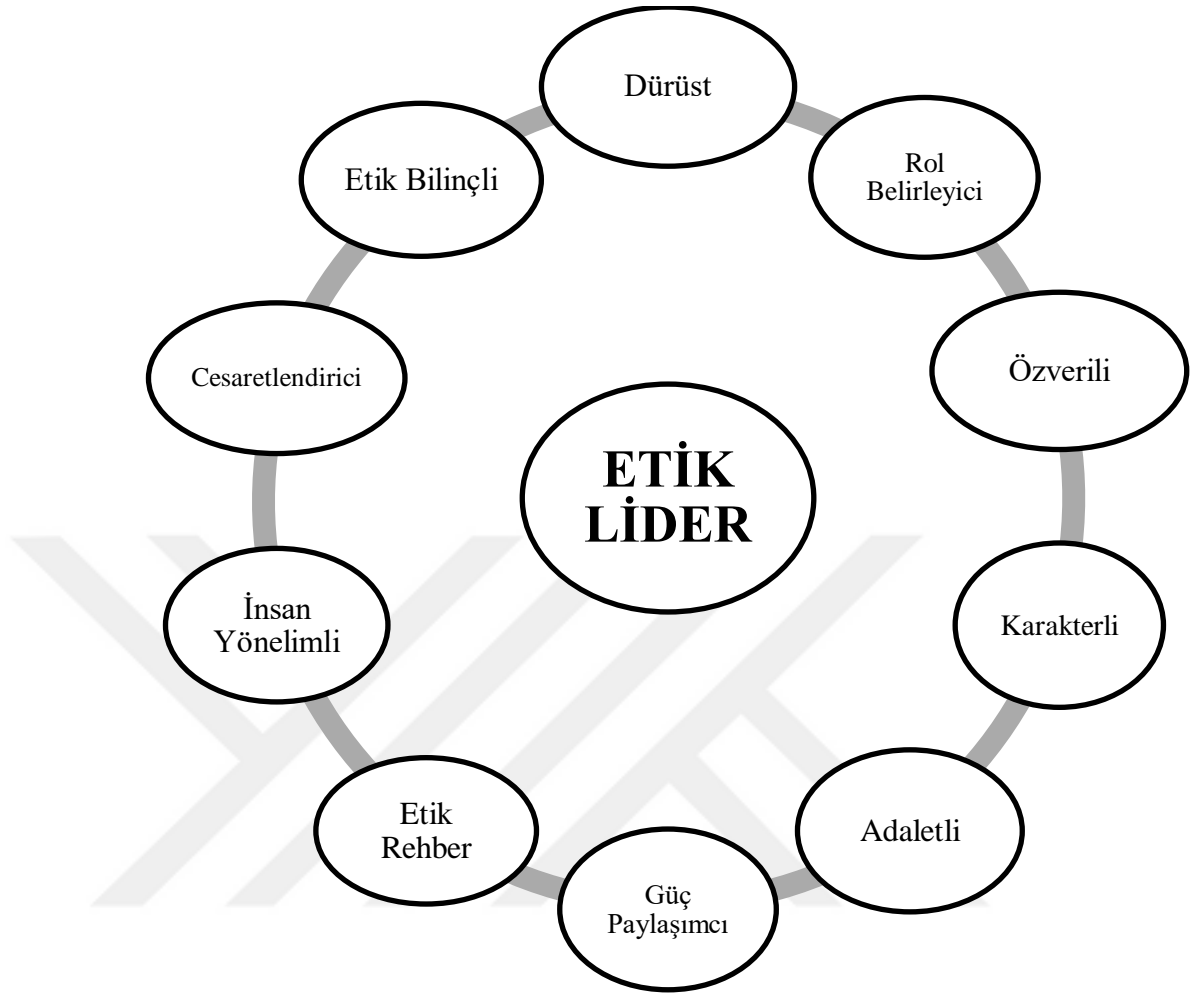 Dürüst
Rol
Belirleyici
Özverili
Karakterli
Adaletli
Güç
Paylaşımcı
Etik
Rehber
İnsan
Yönelimli
Cesaretlendirici
Etik Bilinçli
ETİK
LİDER